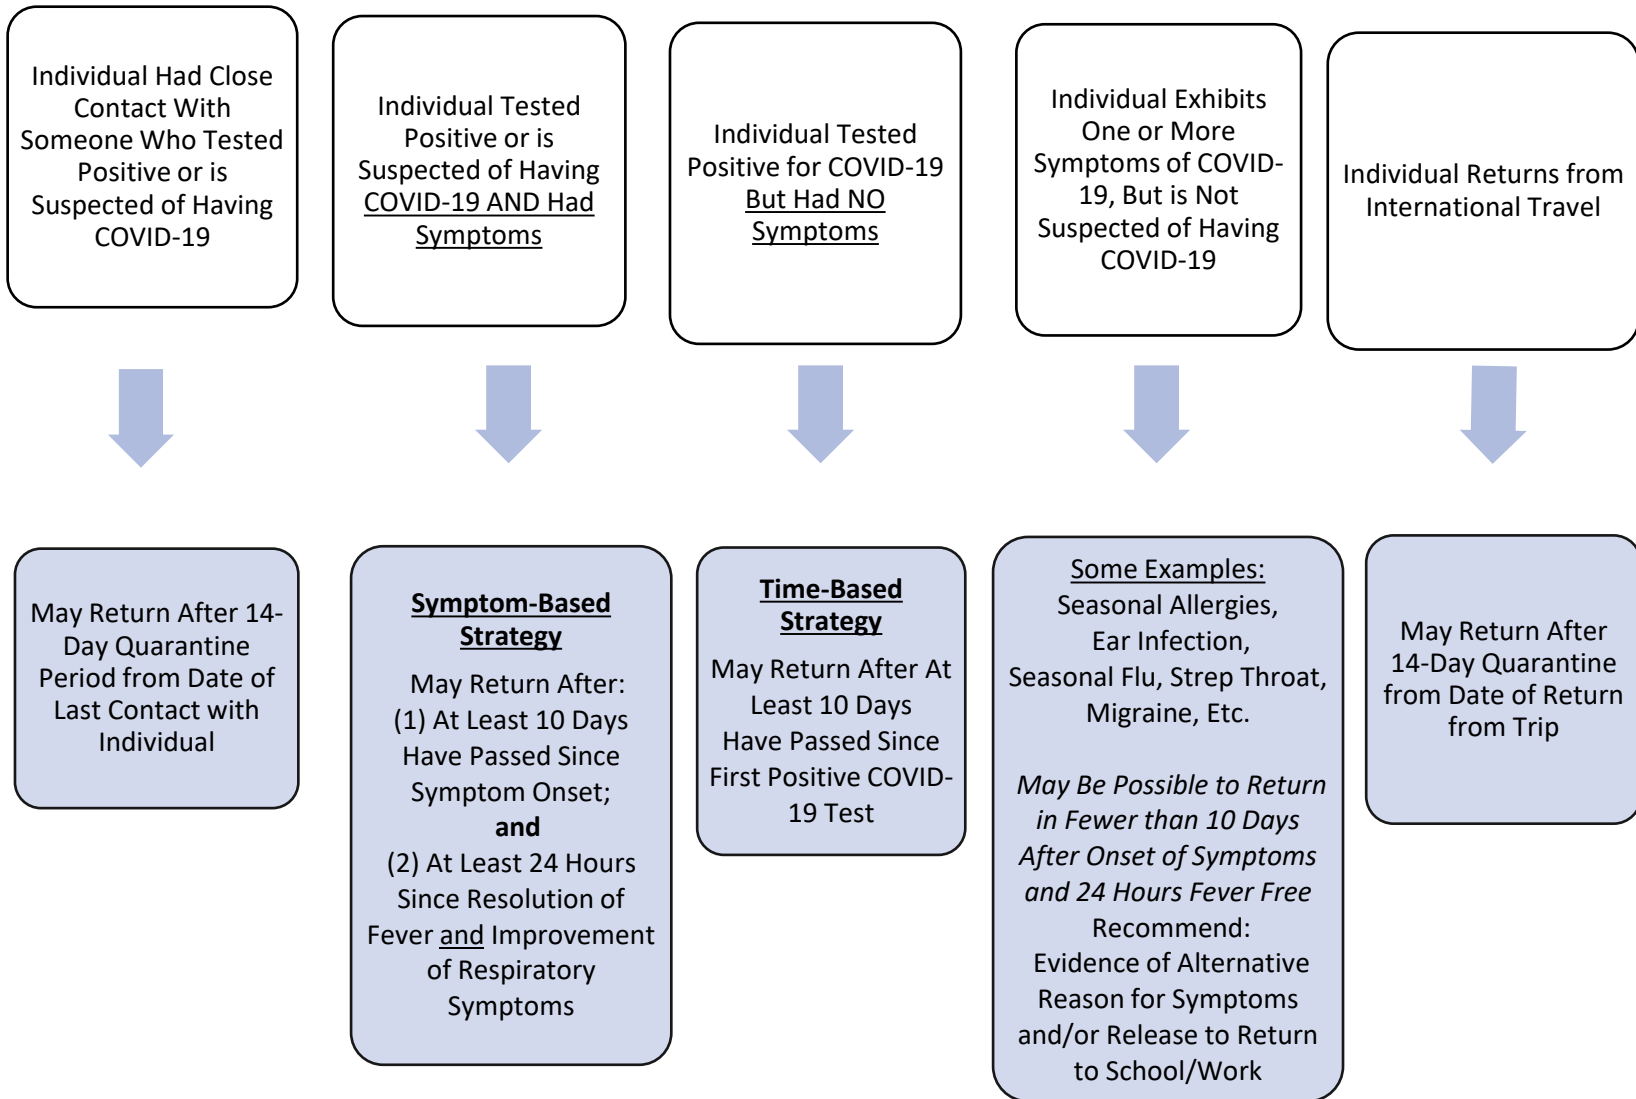 Individual Had Close
Contact With
Someone Who Tested
Positive or is
Suspected of Having
COVID-19
Individual Tested
Positive or is
Suspected of Having
COVID-19 AND Had
Symptoms
Individual Tested
Positive for COVID-19
But Had NO
Symptoms
Individual Exhibits
One or More
Symptoms of COVID-
19, But is Not
Suspected of Having
COVID-19
Individual Returns from
International Travel
May Return After 14-
Day Quarantine
Period from Date of
Last Contact with
Individual
Symptom-Based
Strategy
May Return After:
(1) At Least 10 Days
Have Passed Since
Symptom Onset;
and
(2) At Least 24 Hours
Since Resolution of
Fever and Improvement
of Respiratory
Symptoms
Time-Based
Strategy
May Return After At
Least 10 Days
Have Passed Since
First Positive COVID-
19 Test
Some Examples:
Seasonal Allergies,
Ear Infection,
Seasonal Flu, Strep Throat,
Migraine, Etc.
May Be Possible to Return
in Fewer than 10 Days
After Onset of Symptoms
and 24 Hours Fever Free
Recommend:
Evidence of Alternative
Reason for Symptoms
and/or Release to Return
to School/Work
May Return After
14-Day Quarantine
from Date of Return
from Trip